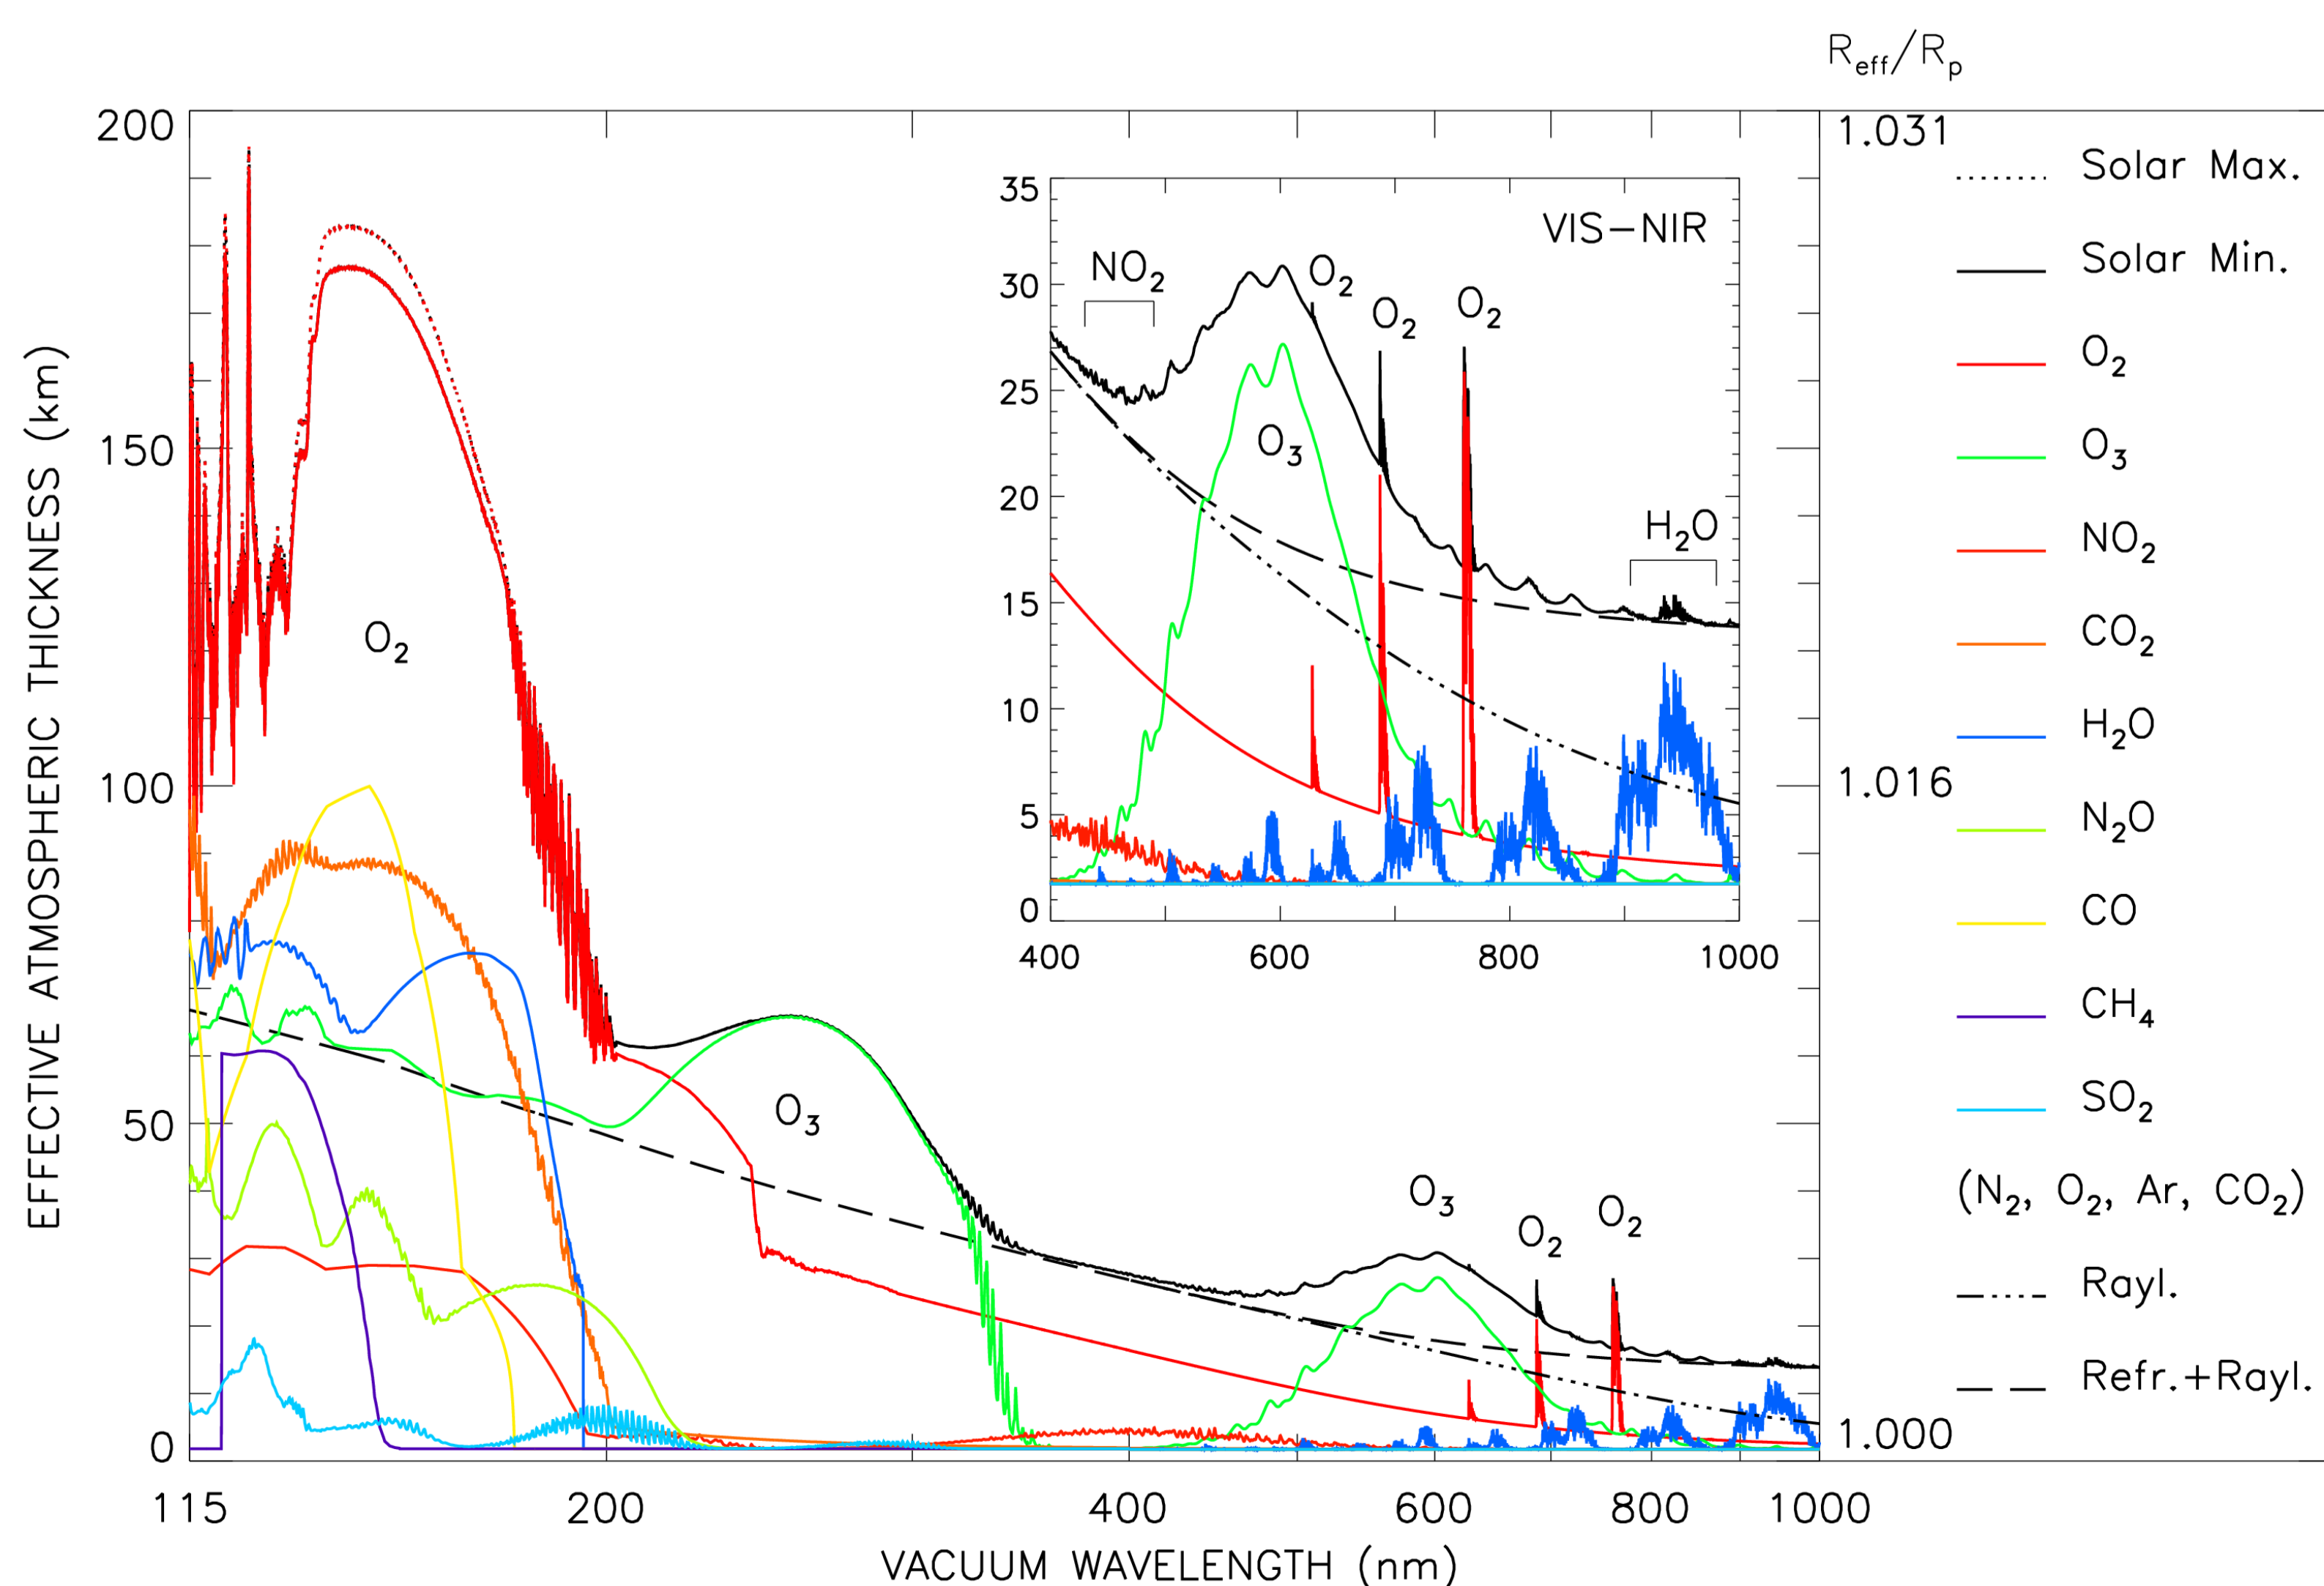 R_eff/R_p
200
150
100
50
0
EFFECTIVE ATMOSPHERIC THICKNESS (km)
115 200 400 600 800 1000
VACUUM WAVELENGTH (nm)
1.031
1.016
1.000
O₂
O₃
O₃
O₂
O₂
35
30
25
20
15
10
5
0
400 600 800 1000
VIS–NIR
NO₂
O₂
O₂
O₂
O₃
H₂O
Solar Max.
Solar Min.
O₂
O₃
NO₂
CO₂
H₂O
N₂O
CO
CH₄
SO₂
(N₂, O₂, Ar, CO₂)
Rayl.
Refr.+Rayl.